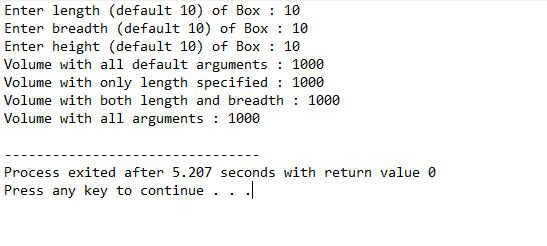 Enter length (default 10) of Box : 10
Enter breadth (default 10) of Box : 10
Enter height (default 10) of Box : 10
Volume with all default arguments : 1000
Volume with only length specified : 1000
Volume with both length and breadth : 1000
Volume with all arguments : 1000
--------------------------------
Process exited after 5.207 seconds with return value 0
Press any key to continue . . .